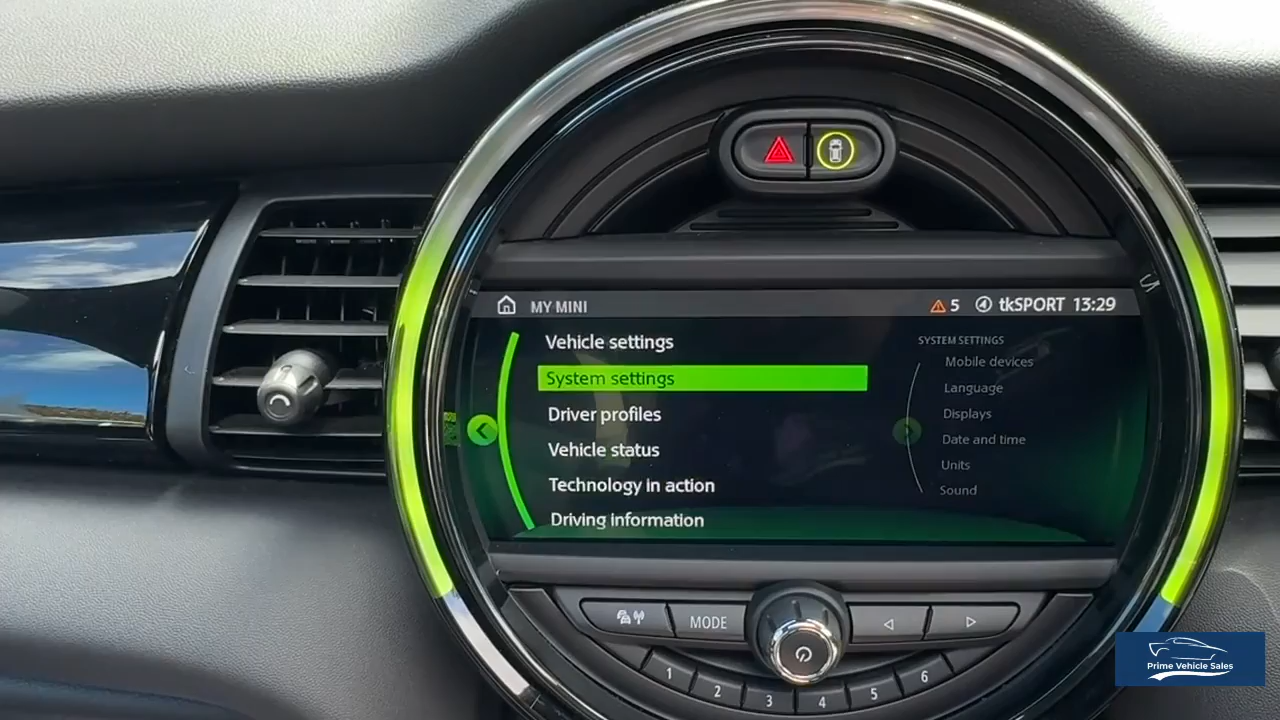 MY MINI
5 tkSPORT 13:29
Vehicle settings
System settings
Driver profiles
Vehicle status
Technology in action
Driving information
SYSTEM SETTINGS
Mobile devices
Language
Displays
Date and time
Units
Sound
MODE
1 2 3 4 5 6
Prime Vehicle Sales